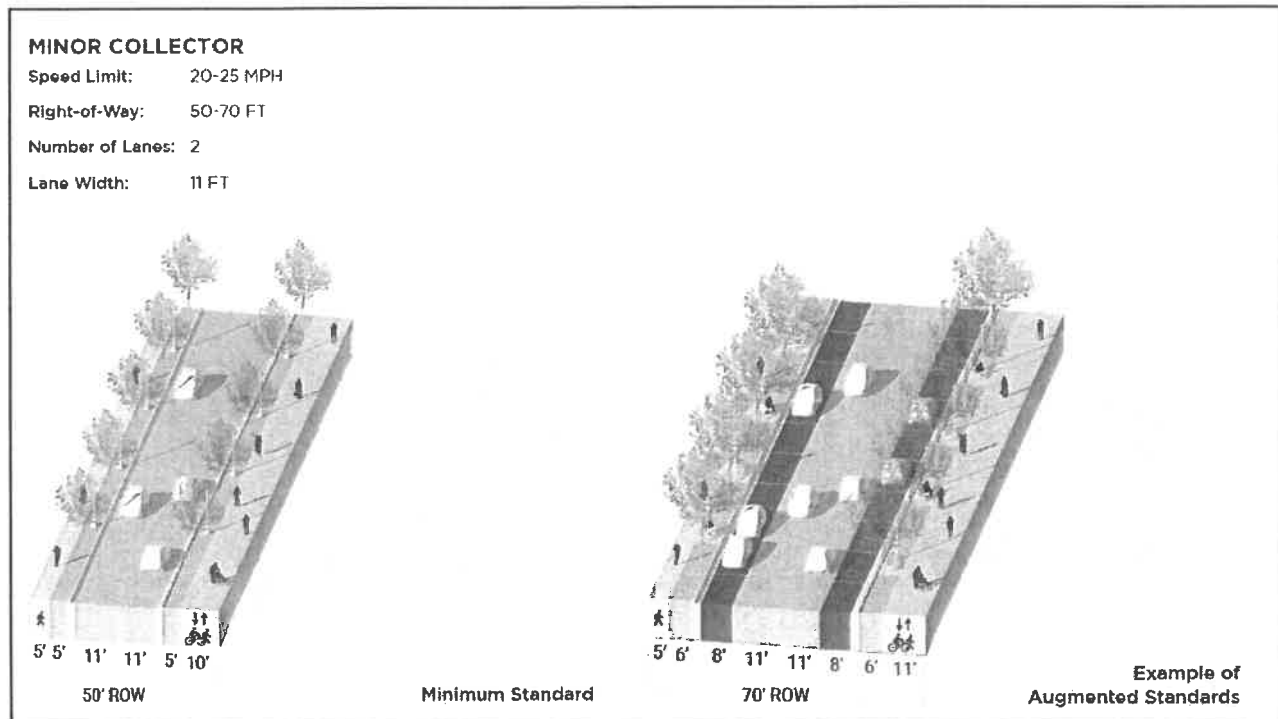 MINOR COLLECTOR
Speed Limit: 20-25 MPH
Right-of-Way: 50-70 FT
Number of Lanes: 2
Lane Width: 11 FT
5' 5' 11' 11' 5' 10'
5' 6' 8' 11' 11' 8' 6' 11'
50' ROW
Minimum Standard
70' ROW
Example of
Augmented Standards